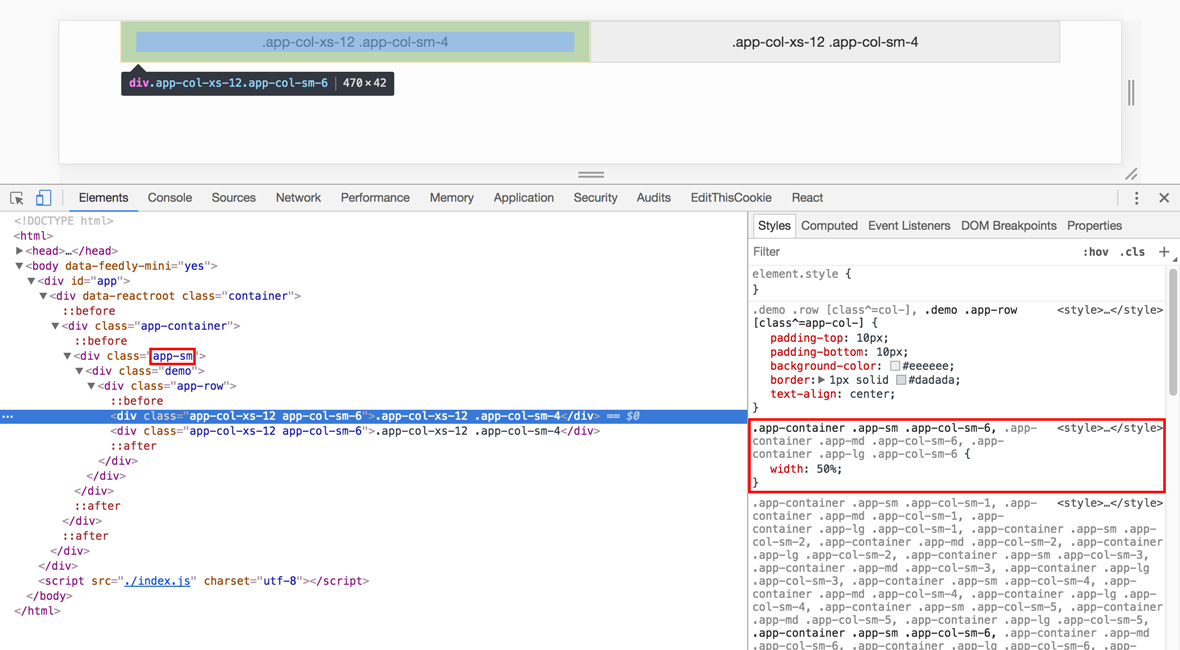 .app-col-xs-12 .app-col-sm-4
.app-col-xs-12 .app-col-sm-4
div.app-col-xs-12.app-col-sm-6 470×42
Elements Console Sources Network Performance Memory Application Security Audits EditThisCookie React
<!DOCTYPE html>
<html>
▶<head>…</head>
▼<body data-feedly-mini="yes">
▼<div id="app">
▼<div data-reactroot class="container">
::before
▼<div class="app-container">
::before
▼<div class="app-sm">
▼<div class="demo">
▼<div class="app-row">
::before
… <div class="app-col-xs-12 app-col-sm-6">.app-col-xs-12 .app-col-sm-4</div> == $0
<div class="app-col-xs-12 app-col-sm-6">.app-col-xs-12 .app-col-sm-4</div>
::after
</div>
</div>
</div>
::after
</div>
::after
</div>
</div>
<script src="./index.js" charset="utf-8"></script>
</body>
</html>
Styles Computed Event Listeners DOM Breakpoints Properties
Filter :hov .cls +
element.style {
}
.demo .row [class^=col-], .demo .app-row <style>…</style>
[class^=app-col-] {
padding-top: 10px;
padding-bottom: 10px;
background-color: #eeeeee;
border:▶1px solid #dadada;
text-align: center;
}
.app-container .app-sm .app-col-sm-6, .app- <style>…</style>
container .app-md .app-col-sm-6, .app-
container .app-lg .app-col-sm-6 {
width: 50%;
}
.app-container .app-sm .app-col-sm-1, .app- <style>…</style>
container .app-md .app-col-sm-1, .app-
container .app-lg .app-col-sm-1, .app-container .app-sm .app-
col-sm-2, .app-container .app-md .app-col-sm-2, .app-container
.app-lg .app-col-sm-2, .app-container .app-sm .app-col-sm-3,
.app-container .app-md .app-col-sm-3, .app-container .app-lg
.app-col-sm-3, .app-container .app-sm .app-col-sm-4, .app-
container .app-md .app-col-sm-4, .app-container .app-lg .app-
col-sm-4, .app-container .app-sm .app-col-sm-5, .app-container
.app-md .app-col-sm-5, .app-container .app-lg .app-col-sm-5,
.app-container .app-sm .app-col-sm-6, .app-container .app-md
.app-col-sm-6, .app-container .app-lg .app-col-sm-6, .app-